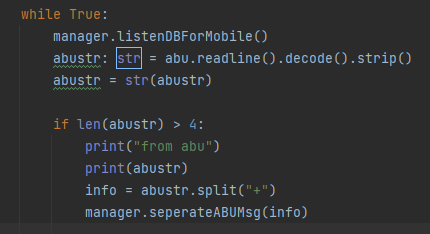 while True:
manager.listenDBForMobile()
abustr: str = abu.readline().decode().strip()
abustr = str(abustr)
if len(abustr) > 4:
print("from abu")
print(abustr)
info = abustr.split("+")
manager.seperateABUMsg(info)